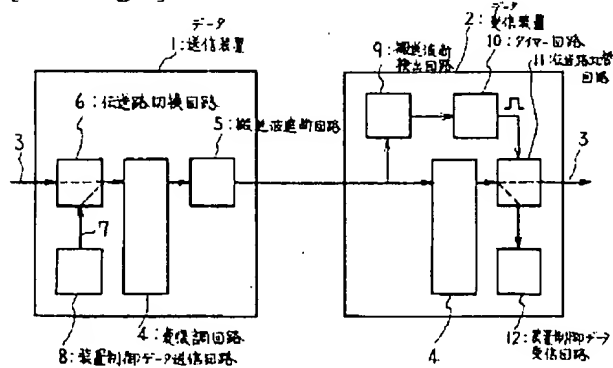 データ
1:送信装置
6:伝送路切換回路
5:搬送波遮断回路
3
7
4:変復調回路
8:装置制御データ送信回路
データ
2:受信装置
9:搬送波断
検出回路
10:タイマー回路
11:伝送路切替
回路
3
4
12:装置制御データ
受信回路